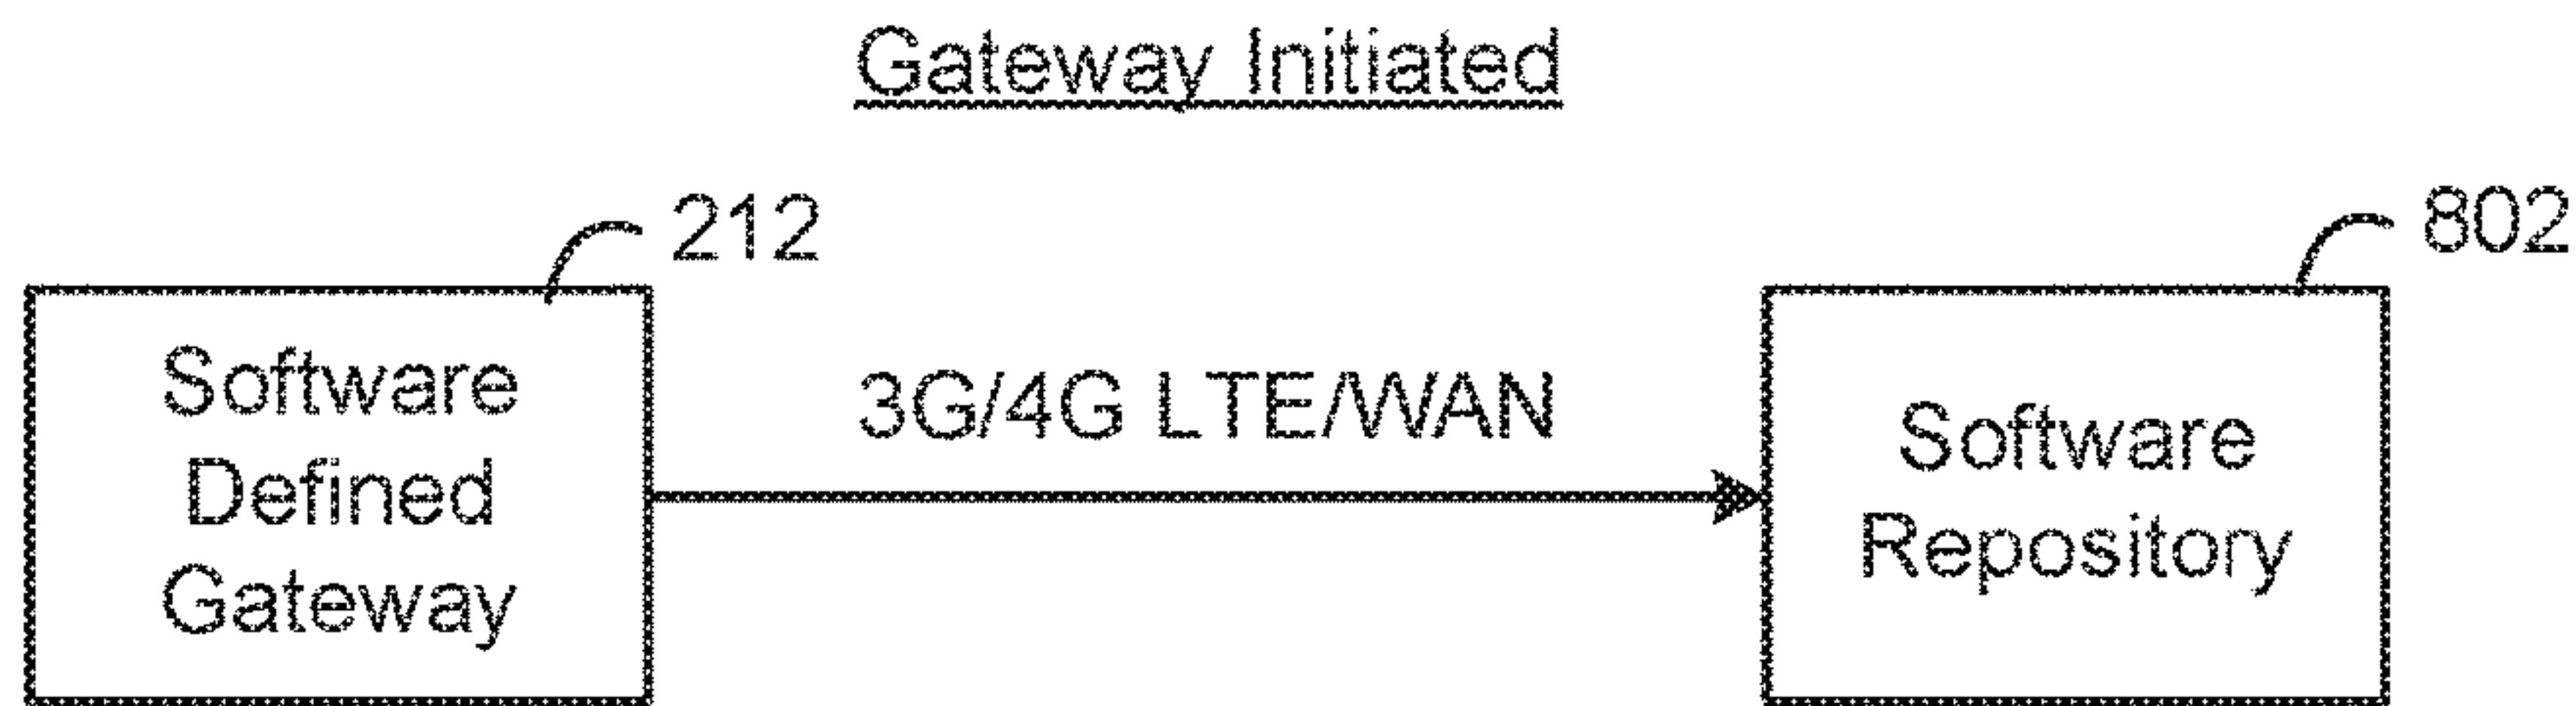 Gateway Initiated
212
802
Software
Defined
Gateway
3G/4G LTE/WAN
Software
Repository